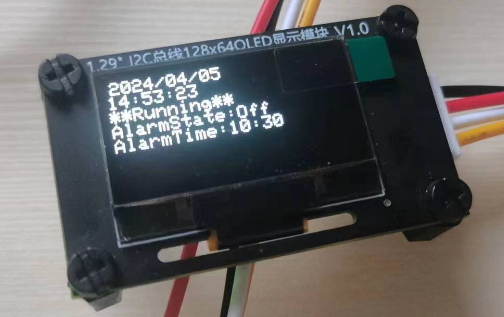 1.29" I2C总线128x64OLED显示模块 V1.0
2024/04/05
14:53:23
**Running**
AlarmState:Off
AlarmTime:10:30